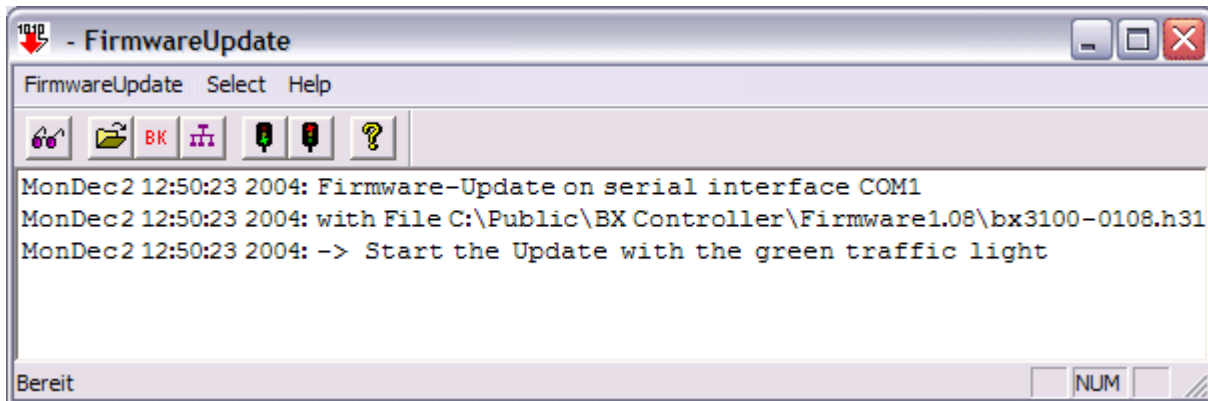 1010
- FirmwareUpdate
FirmwareUpdate Select Help
BK
MonDec2 12:50:23 2004: Firmware-Update on serial interface COM1
MonDec2 12:50:23 2004: with File C:\Public\BX Controller\Firmware1.08\bx3100-0108.h31
MonDec2 12:50:23 2004: -> Start the Update with the green traffic light
Bereit NUM